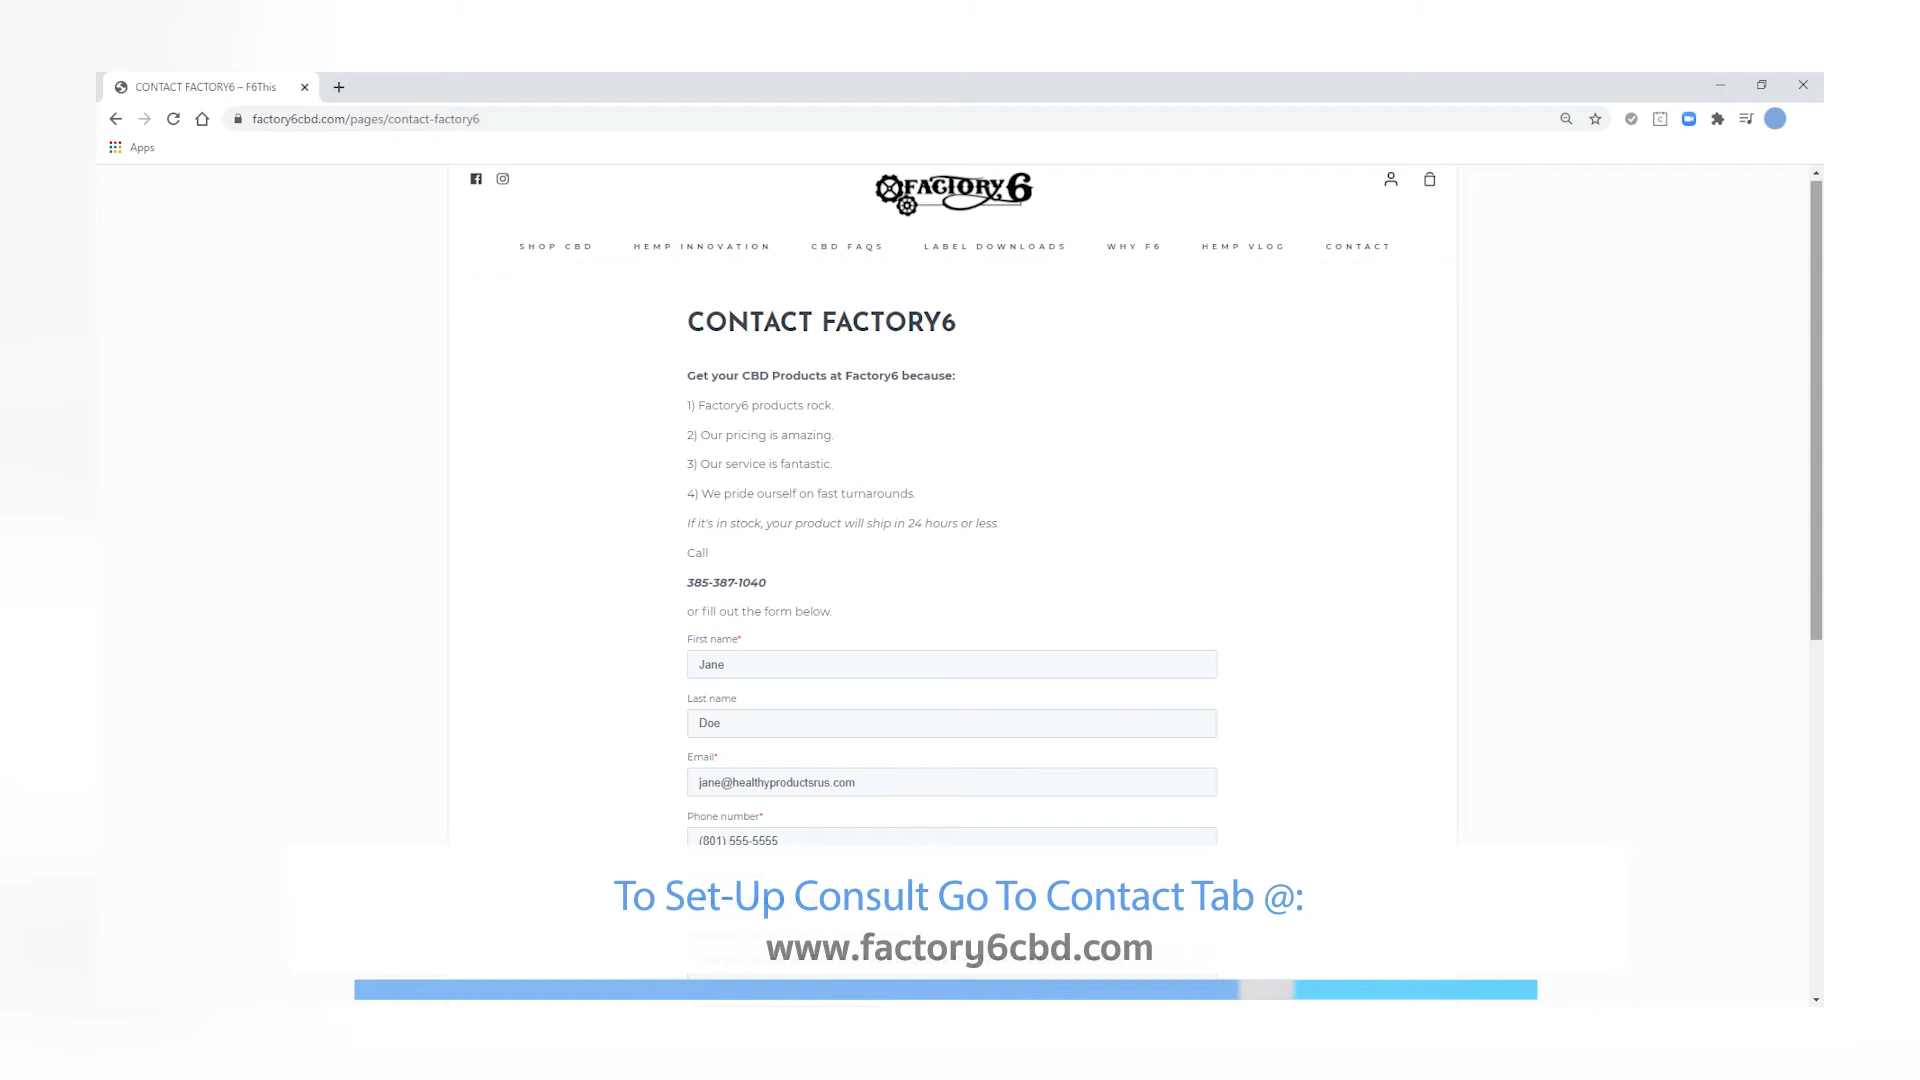 CONTACT FACTORY6 – F6This
factory6cbd.com/pages/contact-factory6
Apps
FACTORY6
SHOP CBD HEMP INNOVATION CBD FAQS LABEL DOWNLOADS WHY F6 HEMP VLOG CONTACT
CONTACT FACTORY6
Get your CBD Products at Factory6 because:
1) Factory6 products rock.
2) Our pricing is amazing.
3) Our service is fantastic.
4) We pride ourself on fast turnarounds.
If it's in stock, your product will ship in 24 hours or less.
Call
385-387-1040
or fill out the form below.
First name*
Jane
Last name
Doe
Email*
jane@healthyproductsrus.com
Phone number*
(801) 555-5555
To Set-Up Consult Go To Contact Tab @:
www.factory6cbd.com